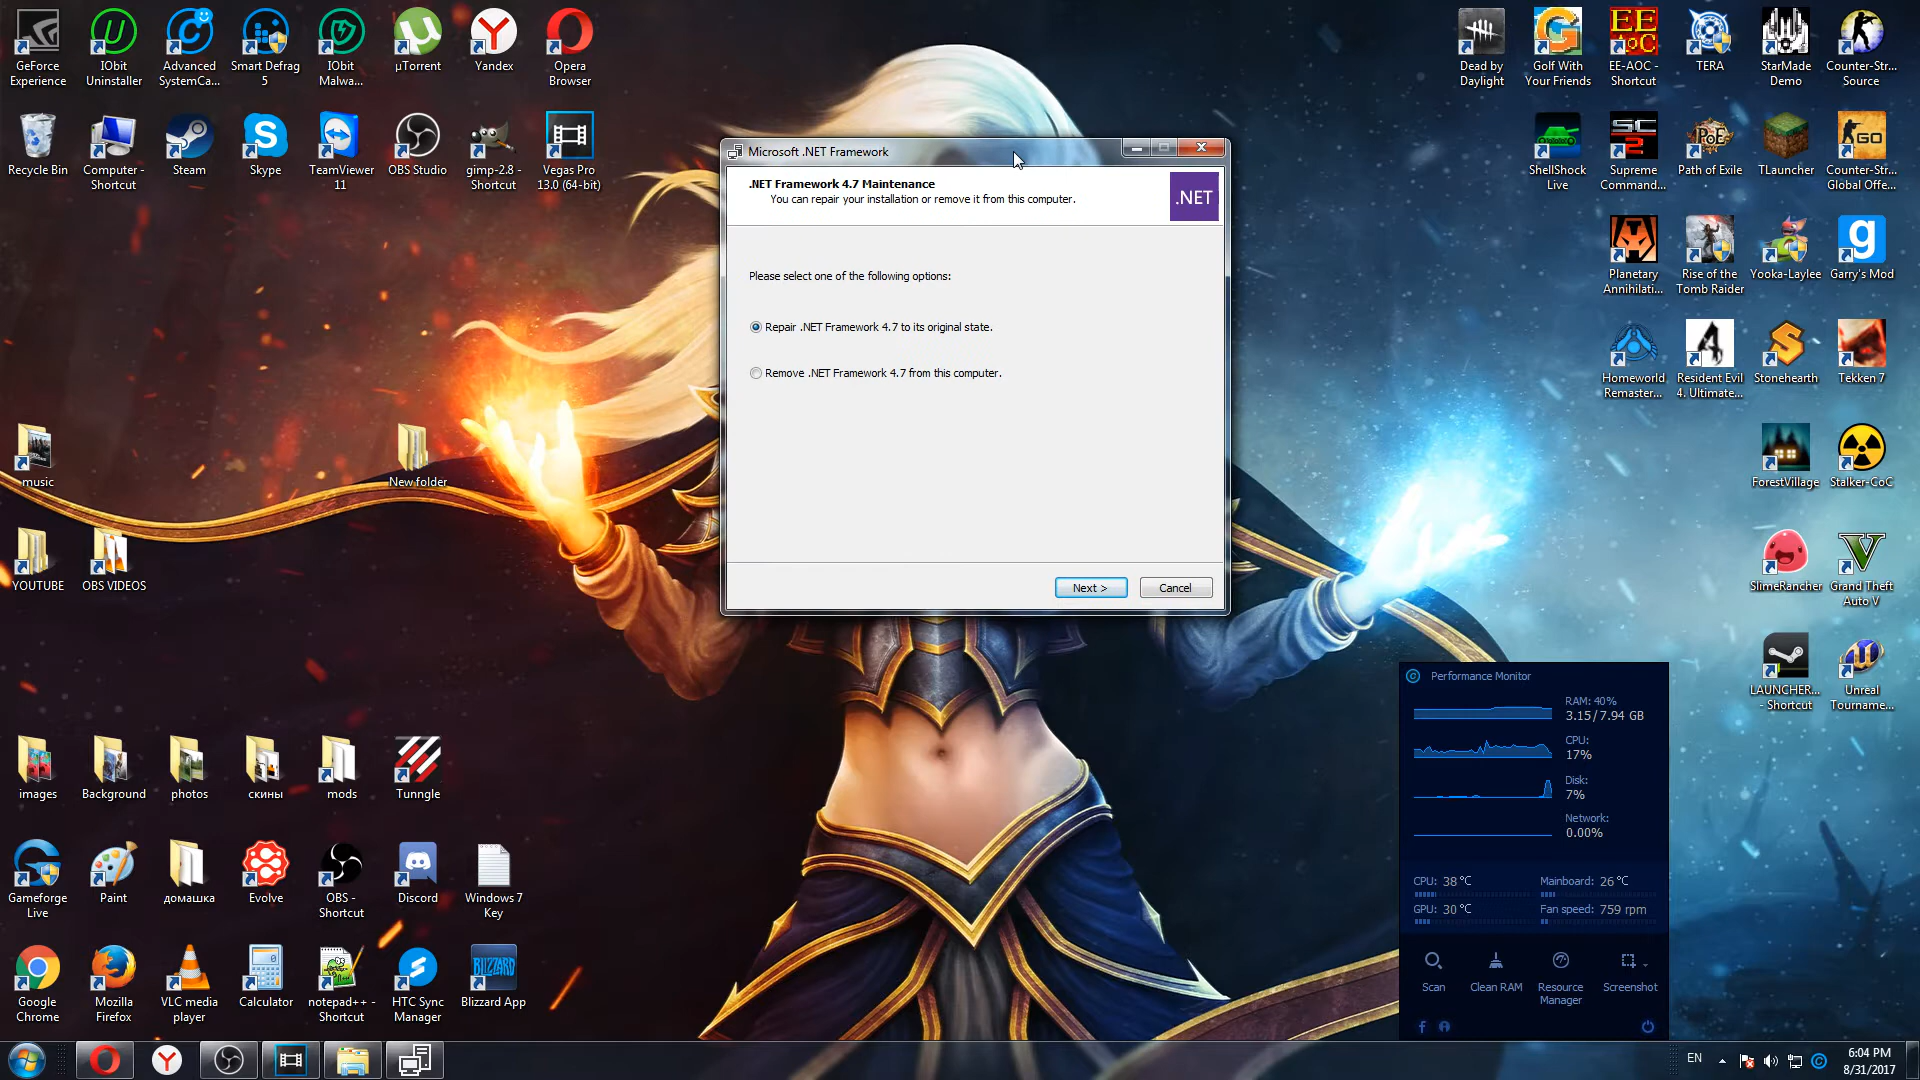 GeForce
Experience
IObit
Uninstaller
Advanced
SystemCa...
Smart Defrag
5
IObit
Malwa...
µTorrent
Yandex
Opera
Browser
Dead by
Daylight
Golf With
Your Friends
EE-AOC -
Shortcut
TERA
StarMade
Demo
Counter-Str...
Source
Recycle Bin
Computer -
Shortcut
Steam
Skype
TeamViewer
11
OBS Studio
gimp-2.8 -
Shortcut
Vegas Pro
13.0 (64-bit)
ShellShock
Live
Supreme
Command...
Path of Exile
TLauncher
Counter-Str...
Global Offe...
Microsoft .NET Framework
.NET Framework 4.7 Maintenance
You can repair your installation or remove it from this computer.
.NET
Please select one of the following options:
Repair .NET Framework 4.7 to its original state.
Remove .NET Framework 4.7 from this computer.
Next >
Cancel
Planetary
Annihilati...
Rise of the
Tomb Raider
Yooka-Laylee
Garry's Mod
Homeworld
Remaster...
Resident Evil
4. Ultimate...
Stonehearth
Tekken 7
music
New folder
ForestVillage
Stalker-CoC
YOUTUBE
OBS VIDEOS
SlimeRancher
Grand Theft
Auto V
LAUNCHER...
- Shortcut
Unreal
Tourname...
Performance Monitor
RAM: 40%
3.15/7.94 GB
CPU:
17%
Disk:
7%
Network:
0.00%
CPU: 38 °C
Mainboard: 26 °C
GPU: 30 °C
Fan speed: 759 rpm
Scan
Clean RAM
Resource
Manager
Screenshot
images
Background
photos
скины
mods
Tunngle
Gameforge
Live
Paint
домашка
Evolve
OBS -
Shortcut
Discord
Windows 7
Key
Google
Chrome
Mozilla
Firefox
VLC media
player
Calculator
notepad++ -
Shortcut
HTC Sync
Manager
Blizzard App
EN
6:04 PM
8/31/2017